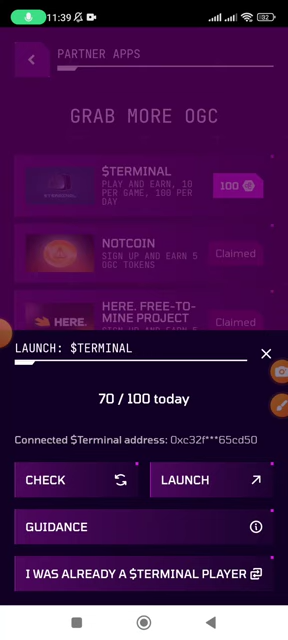 11:39
PARTNER APPS
GRAB MORE OGC
$TERMINAL
PLAY AND EARN, 10
PER GAME, 100 PER
DAY
100
NOTCOIN
SIGN UP AND EARN 5
OGC TOKENS
Claimed
HERE.
HERE. FREE-TO-
MINE PROJECT
Claimed
LAUNCH: $TERMINAL
70 / 100 today
Connected $Terminal address: 0xc32f***65cd50
CHECK
LAUNCH
GUIDANCE
I WAS ALREADY A $TERMINAL PLAYER